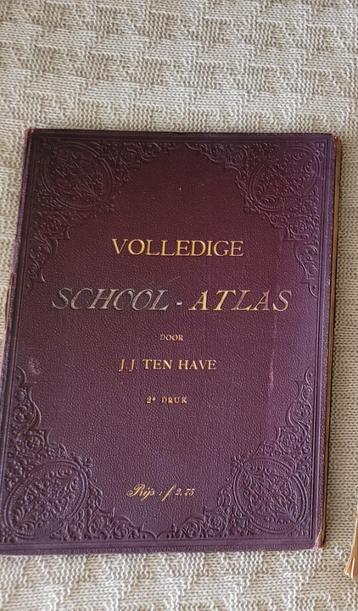 VOLLEDIGE
SCHOOL-ATLAS
DOOR
J.J. TEN HAVE
2e DRUK
Prijs: f 2.75